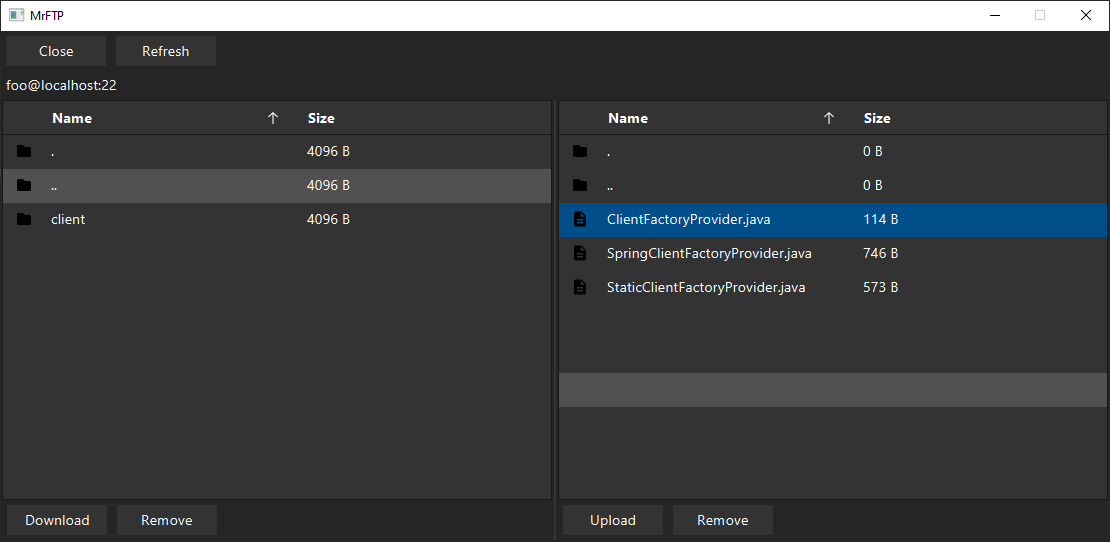 MrFTP
Close Refresh
foo@localhost:22
Name Size
. 4096 B
.. 4096 B
client 4096 B
Download Remove
Name Size
. 0 B
.. 0 B
ClientFactoryProvider.java 114 B
SpringClientFactoryProvider.java 746 B
StaticClientFactoryProvider.java 573 B
Upload Remove